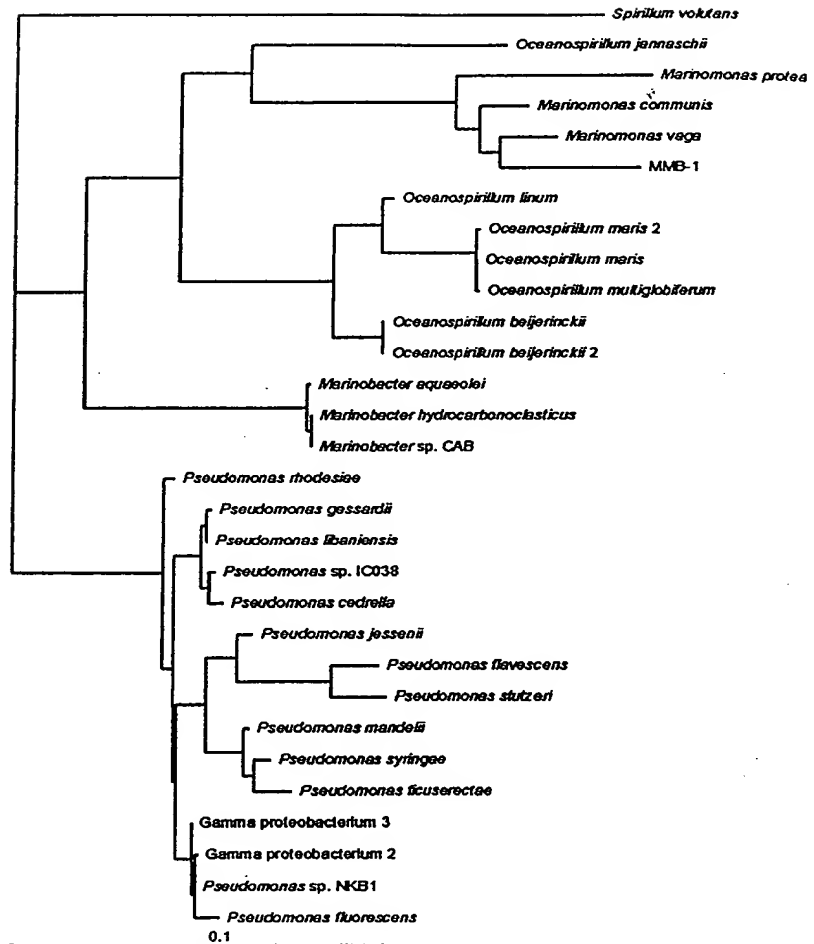 Spirillum volutans
Oceanospirillum jannaschii
Marinomonas protea
Marinomonas communis
Marinomonas vaga
MMB-1
Oceanospirillum linum
Oceanospirillum maris 2
Oceanospirillum maris
Oceanospirillum multiglobiferum
Oceanospirillum beijerinckii
Oceanospirillum beijerinckii 2
Marinobacter aquaeolei
Marinobacter hydrocarbonoclasticus
Marinobacter sp. CAB
Pseudomonas rhodesiae
Pseudomonas gessardii
Pseudomonas libaniensis
Pseudomonas sp. IC038
Pseudomonas cedrella
Pseudomonas jessenii
Pseudomonas flavescens
Pseudomonas stutzeri
Pseudomonas mandelii
Pseudomonas syringae
Pseudomonas ficuserectae
Gamma proteobacterium 3
Gamma proteobacterium 2
Pseudomonas sp. NKB1
Pseudomonas fluorescens
0.1